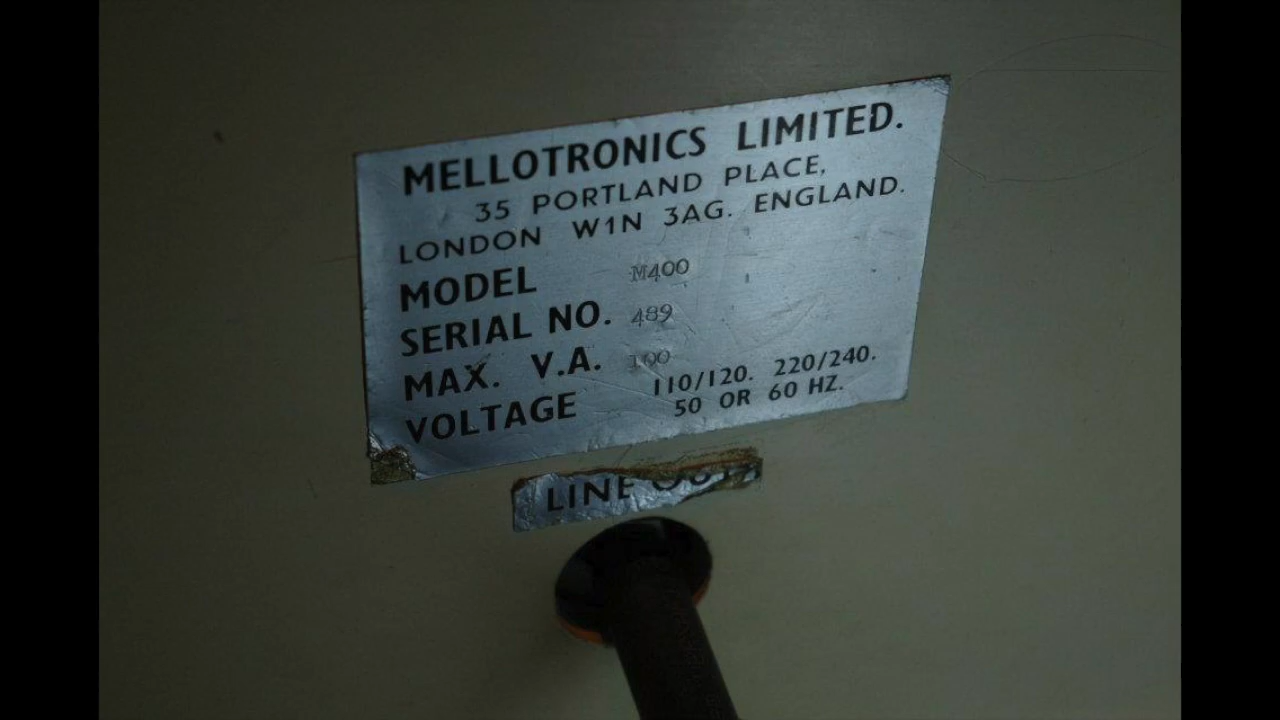 MELLOTRONICS LIMITED.
35 PORTLAND PLACE,
LONDON W1N 3AG. ENGLAND.
MODEL M400
SERIAL NO. 489
MAX. V.A. 100
VOLTAGE 110/120. 220/240.
50 OR 60 HZ.
LINE